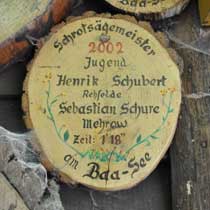 Schrotsägemeister
2002
Jugend
Henrik Schubert
Rehfelde
Sebastian Schure
Mehrow
Zeit: 1'18"
am Baa-See